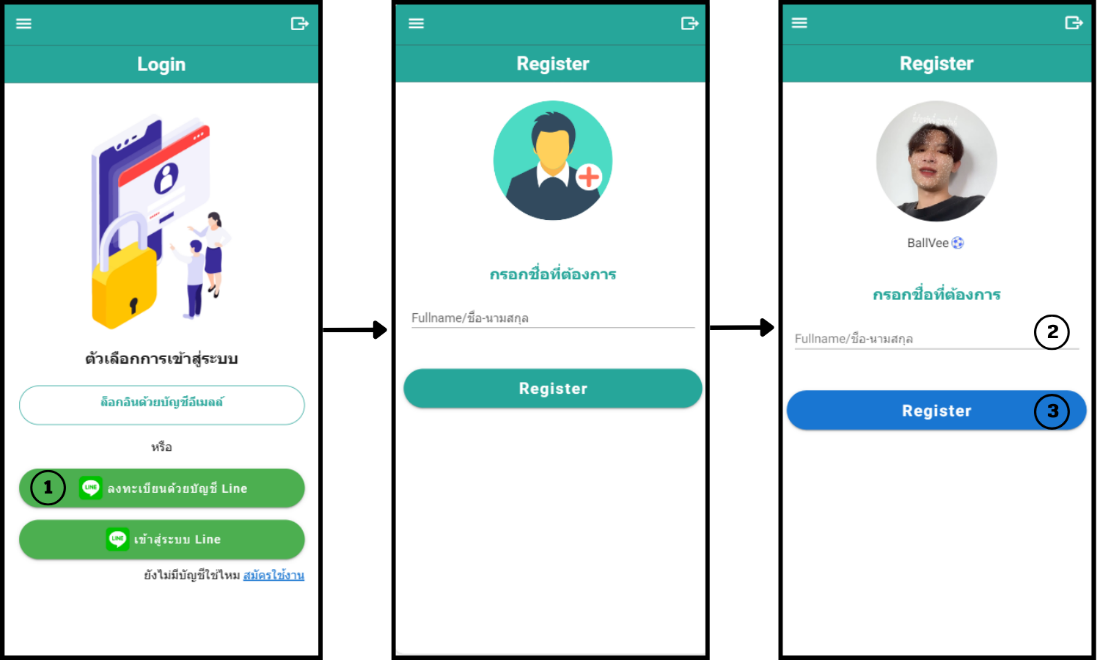 Login
ตัวเลือกการเข้าสู่ระบบ
ล็อกอินด้วยบัญชีอีเมลล์
หรือ
1
LINE
ลงทะเบียนด้วยบัญชี Line
LINE
เข้าสู่ระบบ Line
ยังไม่มีบัญชีใช่ไหม สมัครใช้งาน
Register
กรอกชื่อที่ต้องการ
Fullname/ชื่อ-นามสกุล
Register
Register
BallVee
กรอกชื่อที่ต้องการ
Fullname/ชื่อ-นามสกุล
2
Register
3